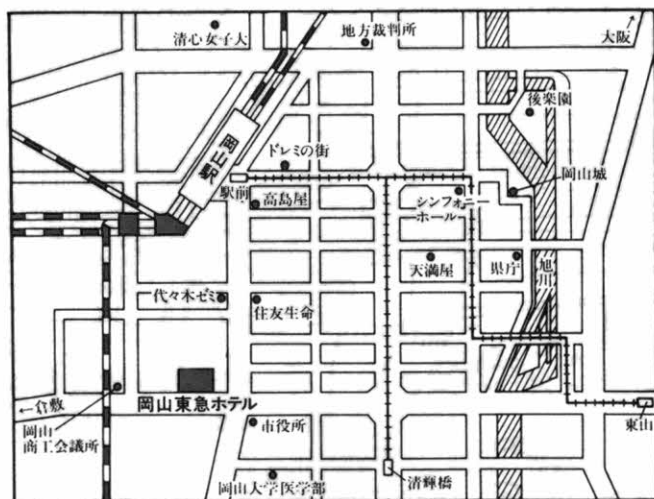 清心女子大
地方裁判所
大阪
後楽園
岡山駅
ドレミの街
駅前
高島屋
シンフォニー
ホール
岡山城
天満屋
県庁
旭川
代々木ゼミ
住友生命
←倉敷
岡山東急ホテル
岡山
商工会議所
市役所
東山
岡山大学医学部
清輝橋